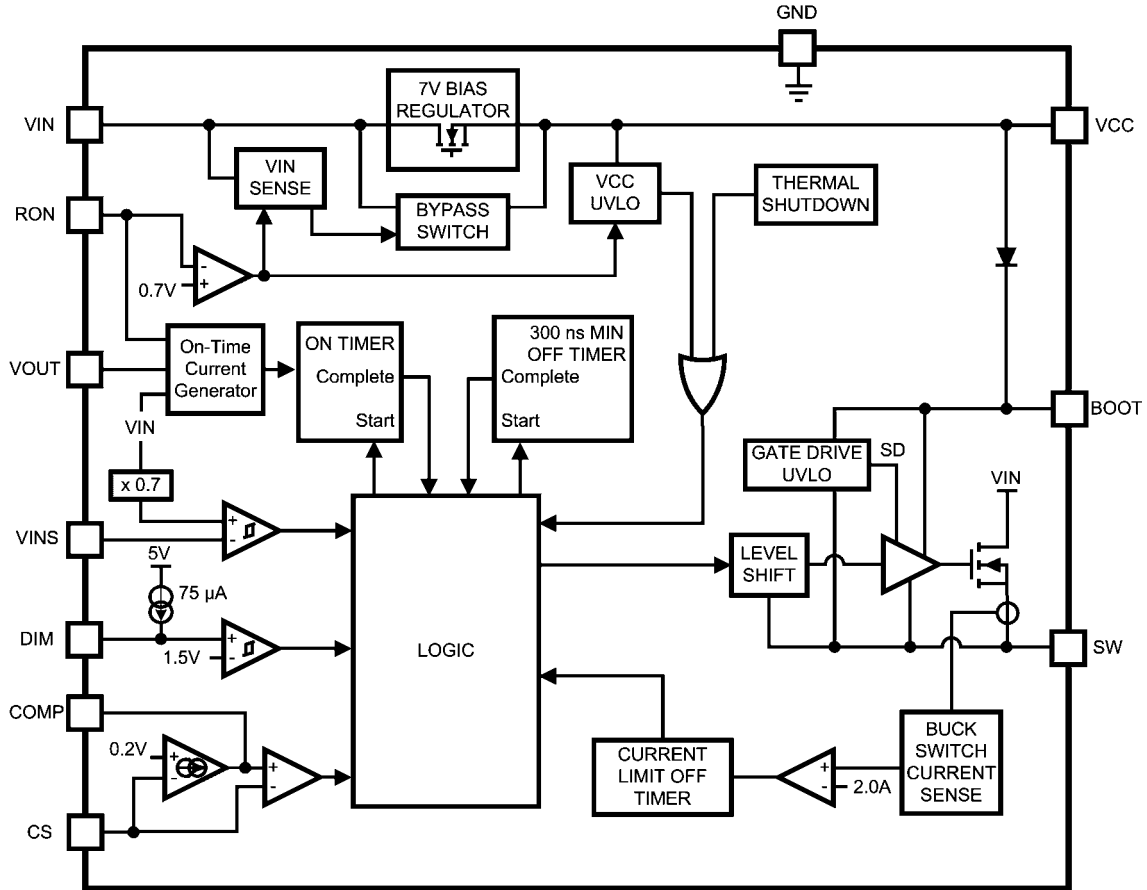 GND
7V BIAS
REGULATOR
VIN
VCC
VIN
SENSE
VCC
UVLO
THERMAL
SHUTDOWN
RON
BYPASS
SWITCH
-
+
0.7V
300 ns MIN
OFF TIMER
ON TIMER
On-Time
Current
Generator
VOUT
Complete
Complete
Start
Start
BOOT
VIN
GATE DRIVE
UVLO
SD
VIN
x 0.7
+
-
VINS
5V
LEVEL
SHIFT
75 µA
DIM
+
-
1.5V
LOGIC
SW
COMP
0.2V
+
-
+
-
CURRENT
LIMIT OFF
TIMER
+
-
2.0A
BUCK
SWITCH
CURRENT
SENSE
CS